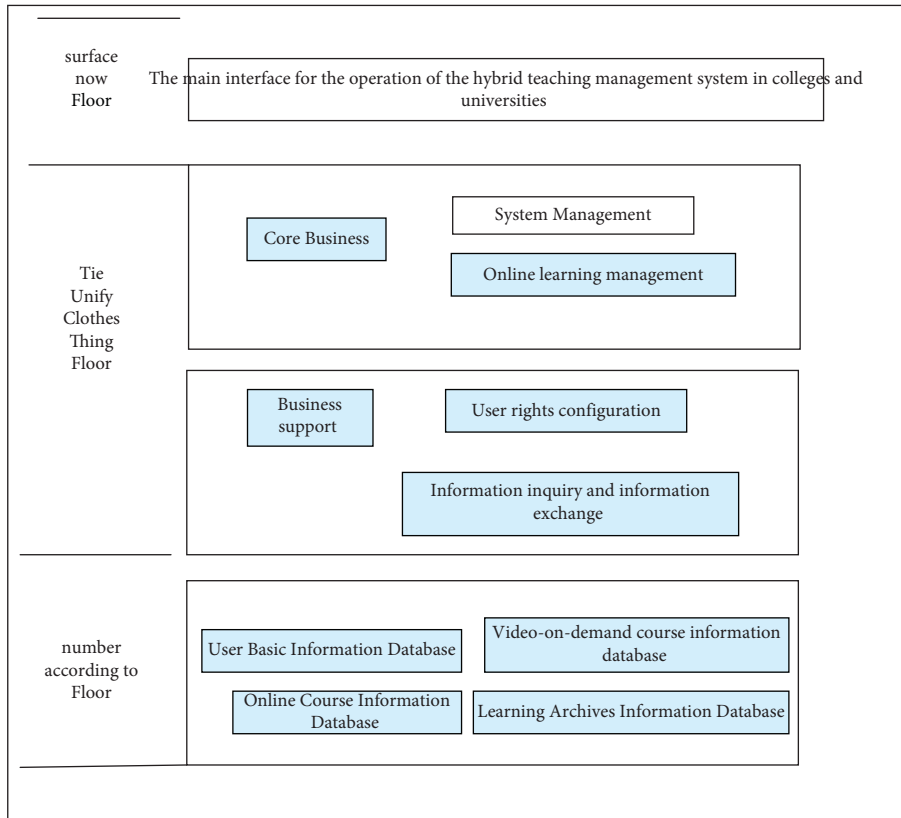 surface
now
Floor
The main interface for the operation of the hybrid teaching management system in colleges and
universities
Tie
Unify
Clothes
Thing
Floor
Core Business
System Management
Online learning management
Business
support
User rights configuration
Information inquiry and information
exchange
number
according to
Floor
User Basic Information Database
Video-on-demand course information
database
Online Course Information
Database
Learning Archives Information Database